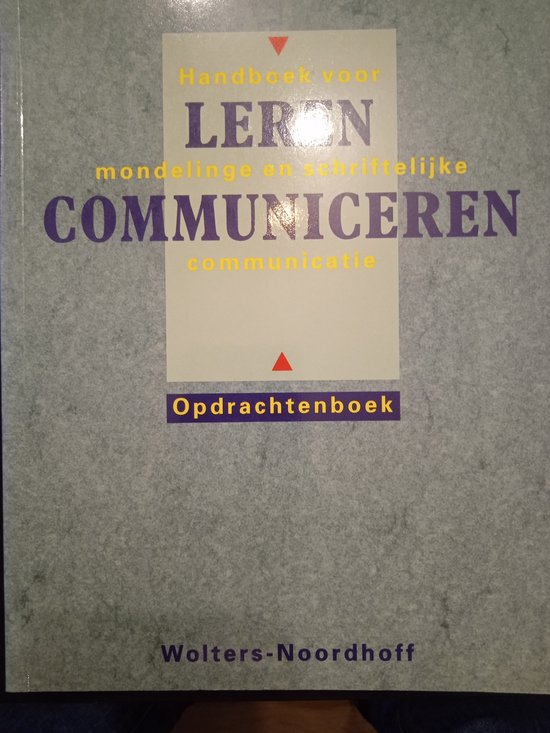 Handboek voor
LEREN
mondelinge en schriftelijke
COMMUNICEREN
communicatie
Opdrachtenboek
Wolters-Noordhoff